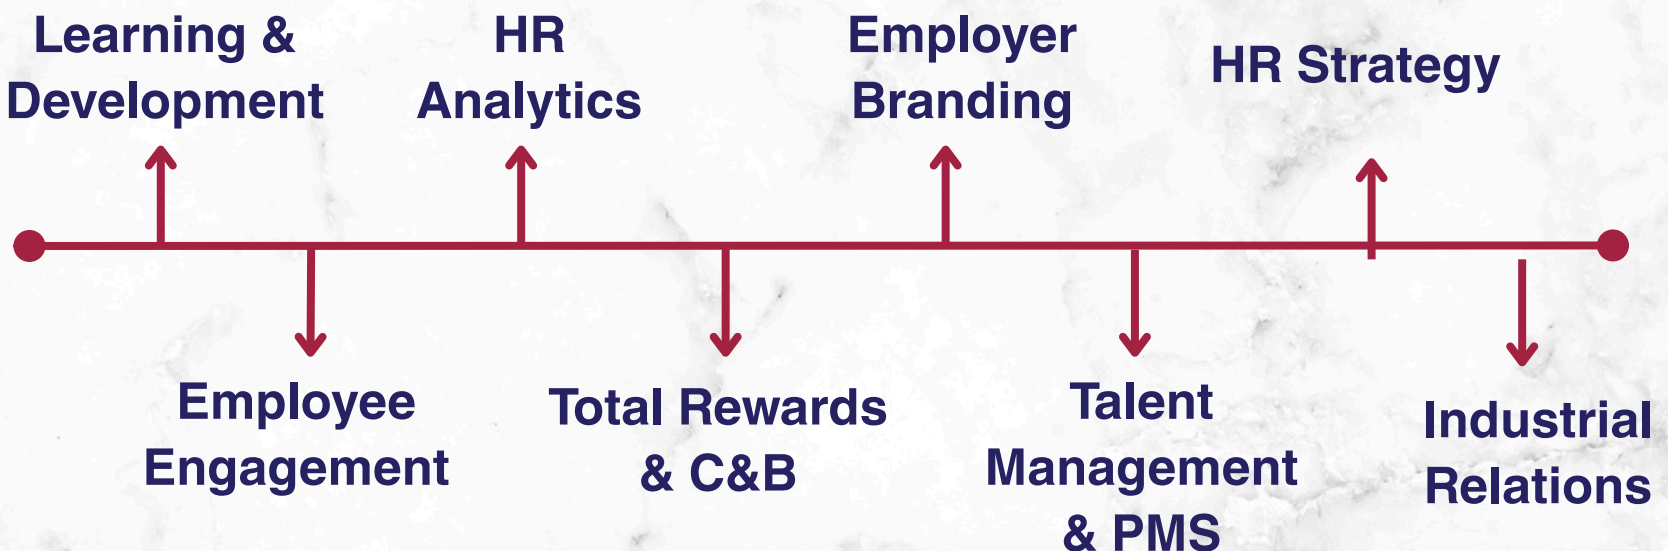 Learning &
Development
HR
Analytics
Employer
Branding
HR Strategy
Employee
Engagement
Total Rewards
& C&B
Talent
Management
& PMS
Industrial
Relations